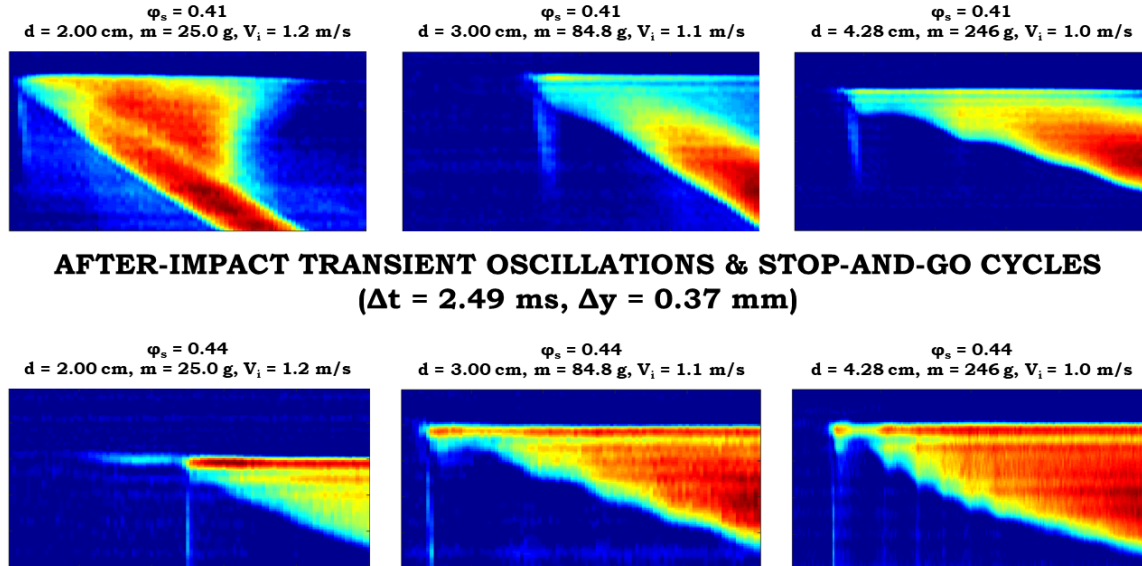 φₛ = 0.41
d = 2.00 cm, m = 25.0 g, Vᵢ = 1.2 m/s
φₛ = 0.41
d = 3.00 cm, m = 84.8 g, Vᵢ = 1.1 m/s
φₛ = 0.41
d = 4.28 cm, m = 246 g, Vᵢ = 1.0 m/s
AFTER-IMPACT TRANSIENT OSCILLATIONS & STOP-AND-GO CYCLES
(Δt = 2.49 ms, Δy = 0.37 mm)
φₛ = 0.44
d = 2.00 cm, m = 25.0 g, Vᵢ = 1.2 m/s
φₛ = 0.44
d = 3.00 cm, m = 84.8 g, Vᵢ = 1.1 m/s
φₛ = 0.44
d = 4.28 cm, m = 246 g, Vᵢ = 1.0 m/s